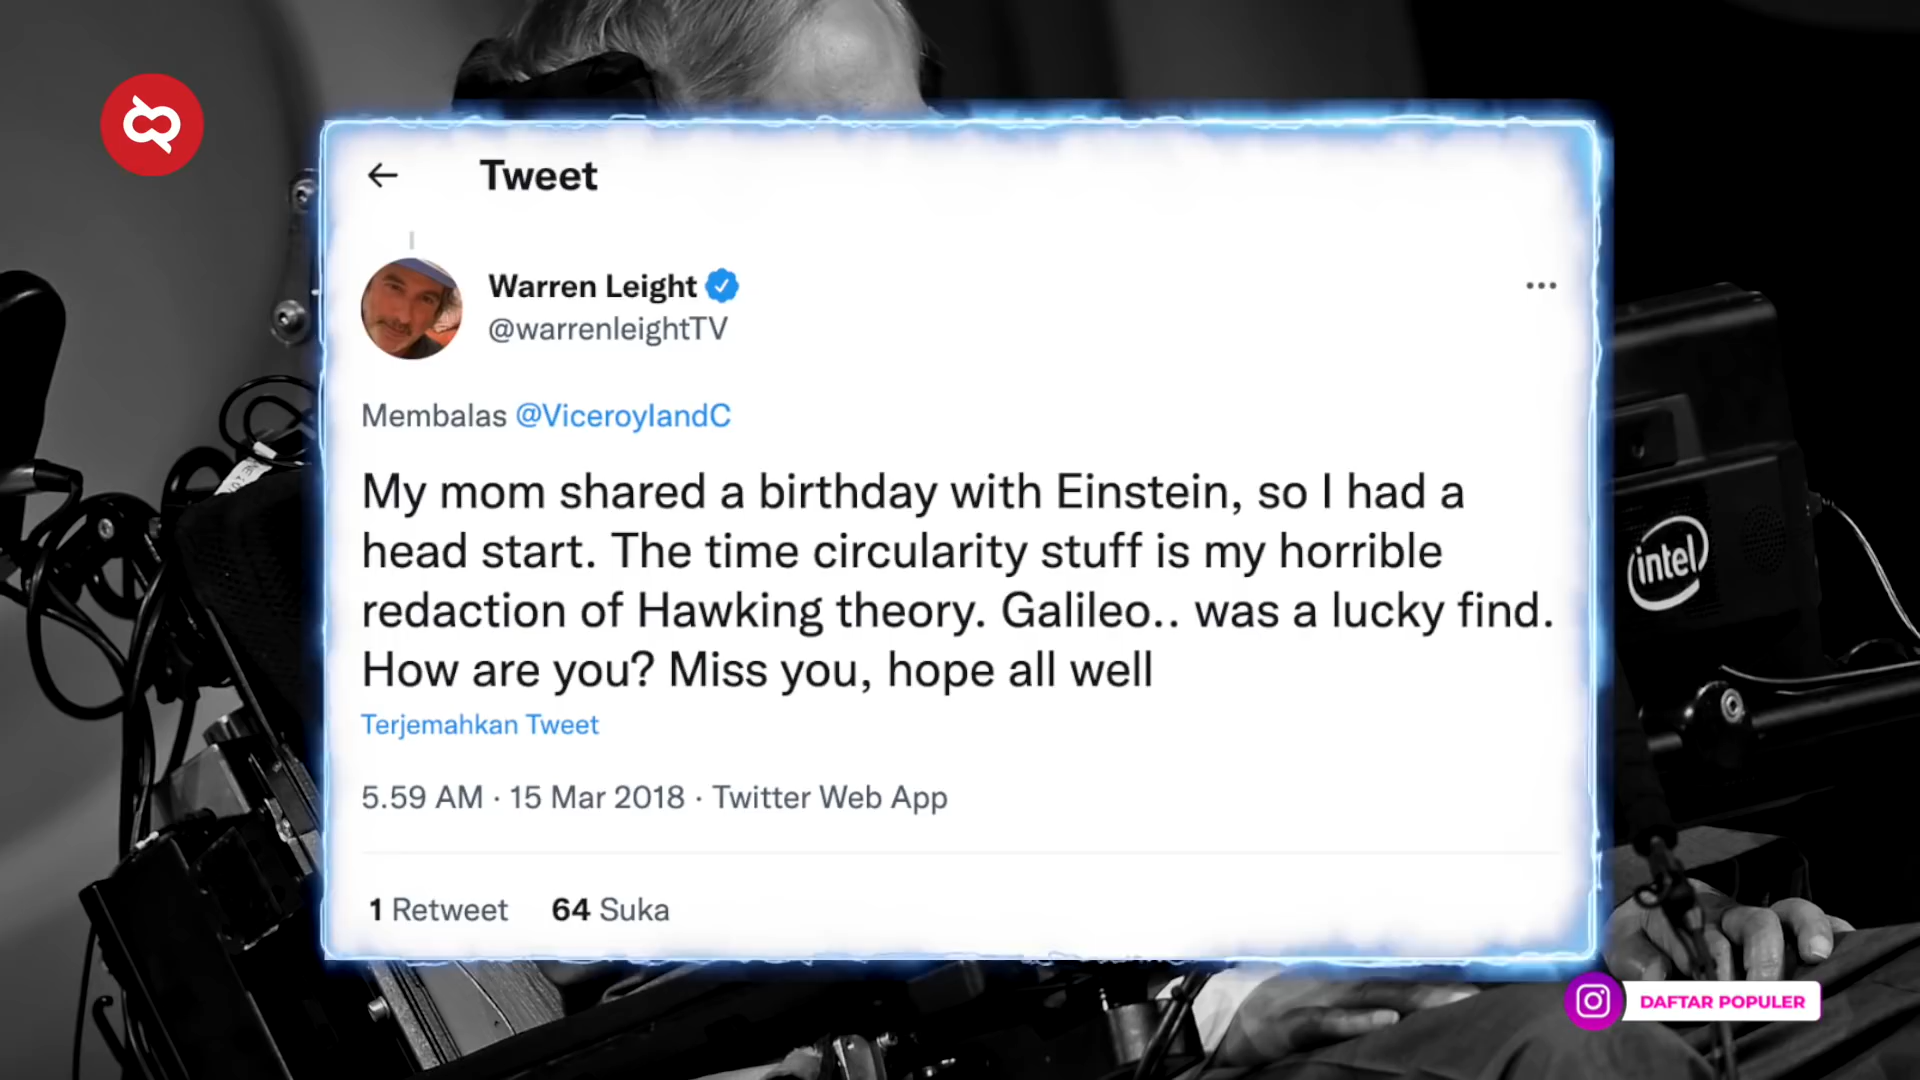 Tweet
Warren Leight
@warrenleightTV
Membalas @ViceroyIandC
My mom shared a birthday with Einstein, so I had a
head start. The time circularity stuff is my horrible
redaction of Hawking theory. Galileo.. was a lucky find.
How are you? Miss you, hope all well
Terjemahkan Tweet
5.59 AM · 15 Mar 2018 · Twitter Web App
1 Retweet 64 Suka
intel
DAFTAR POPULER